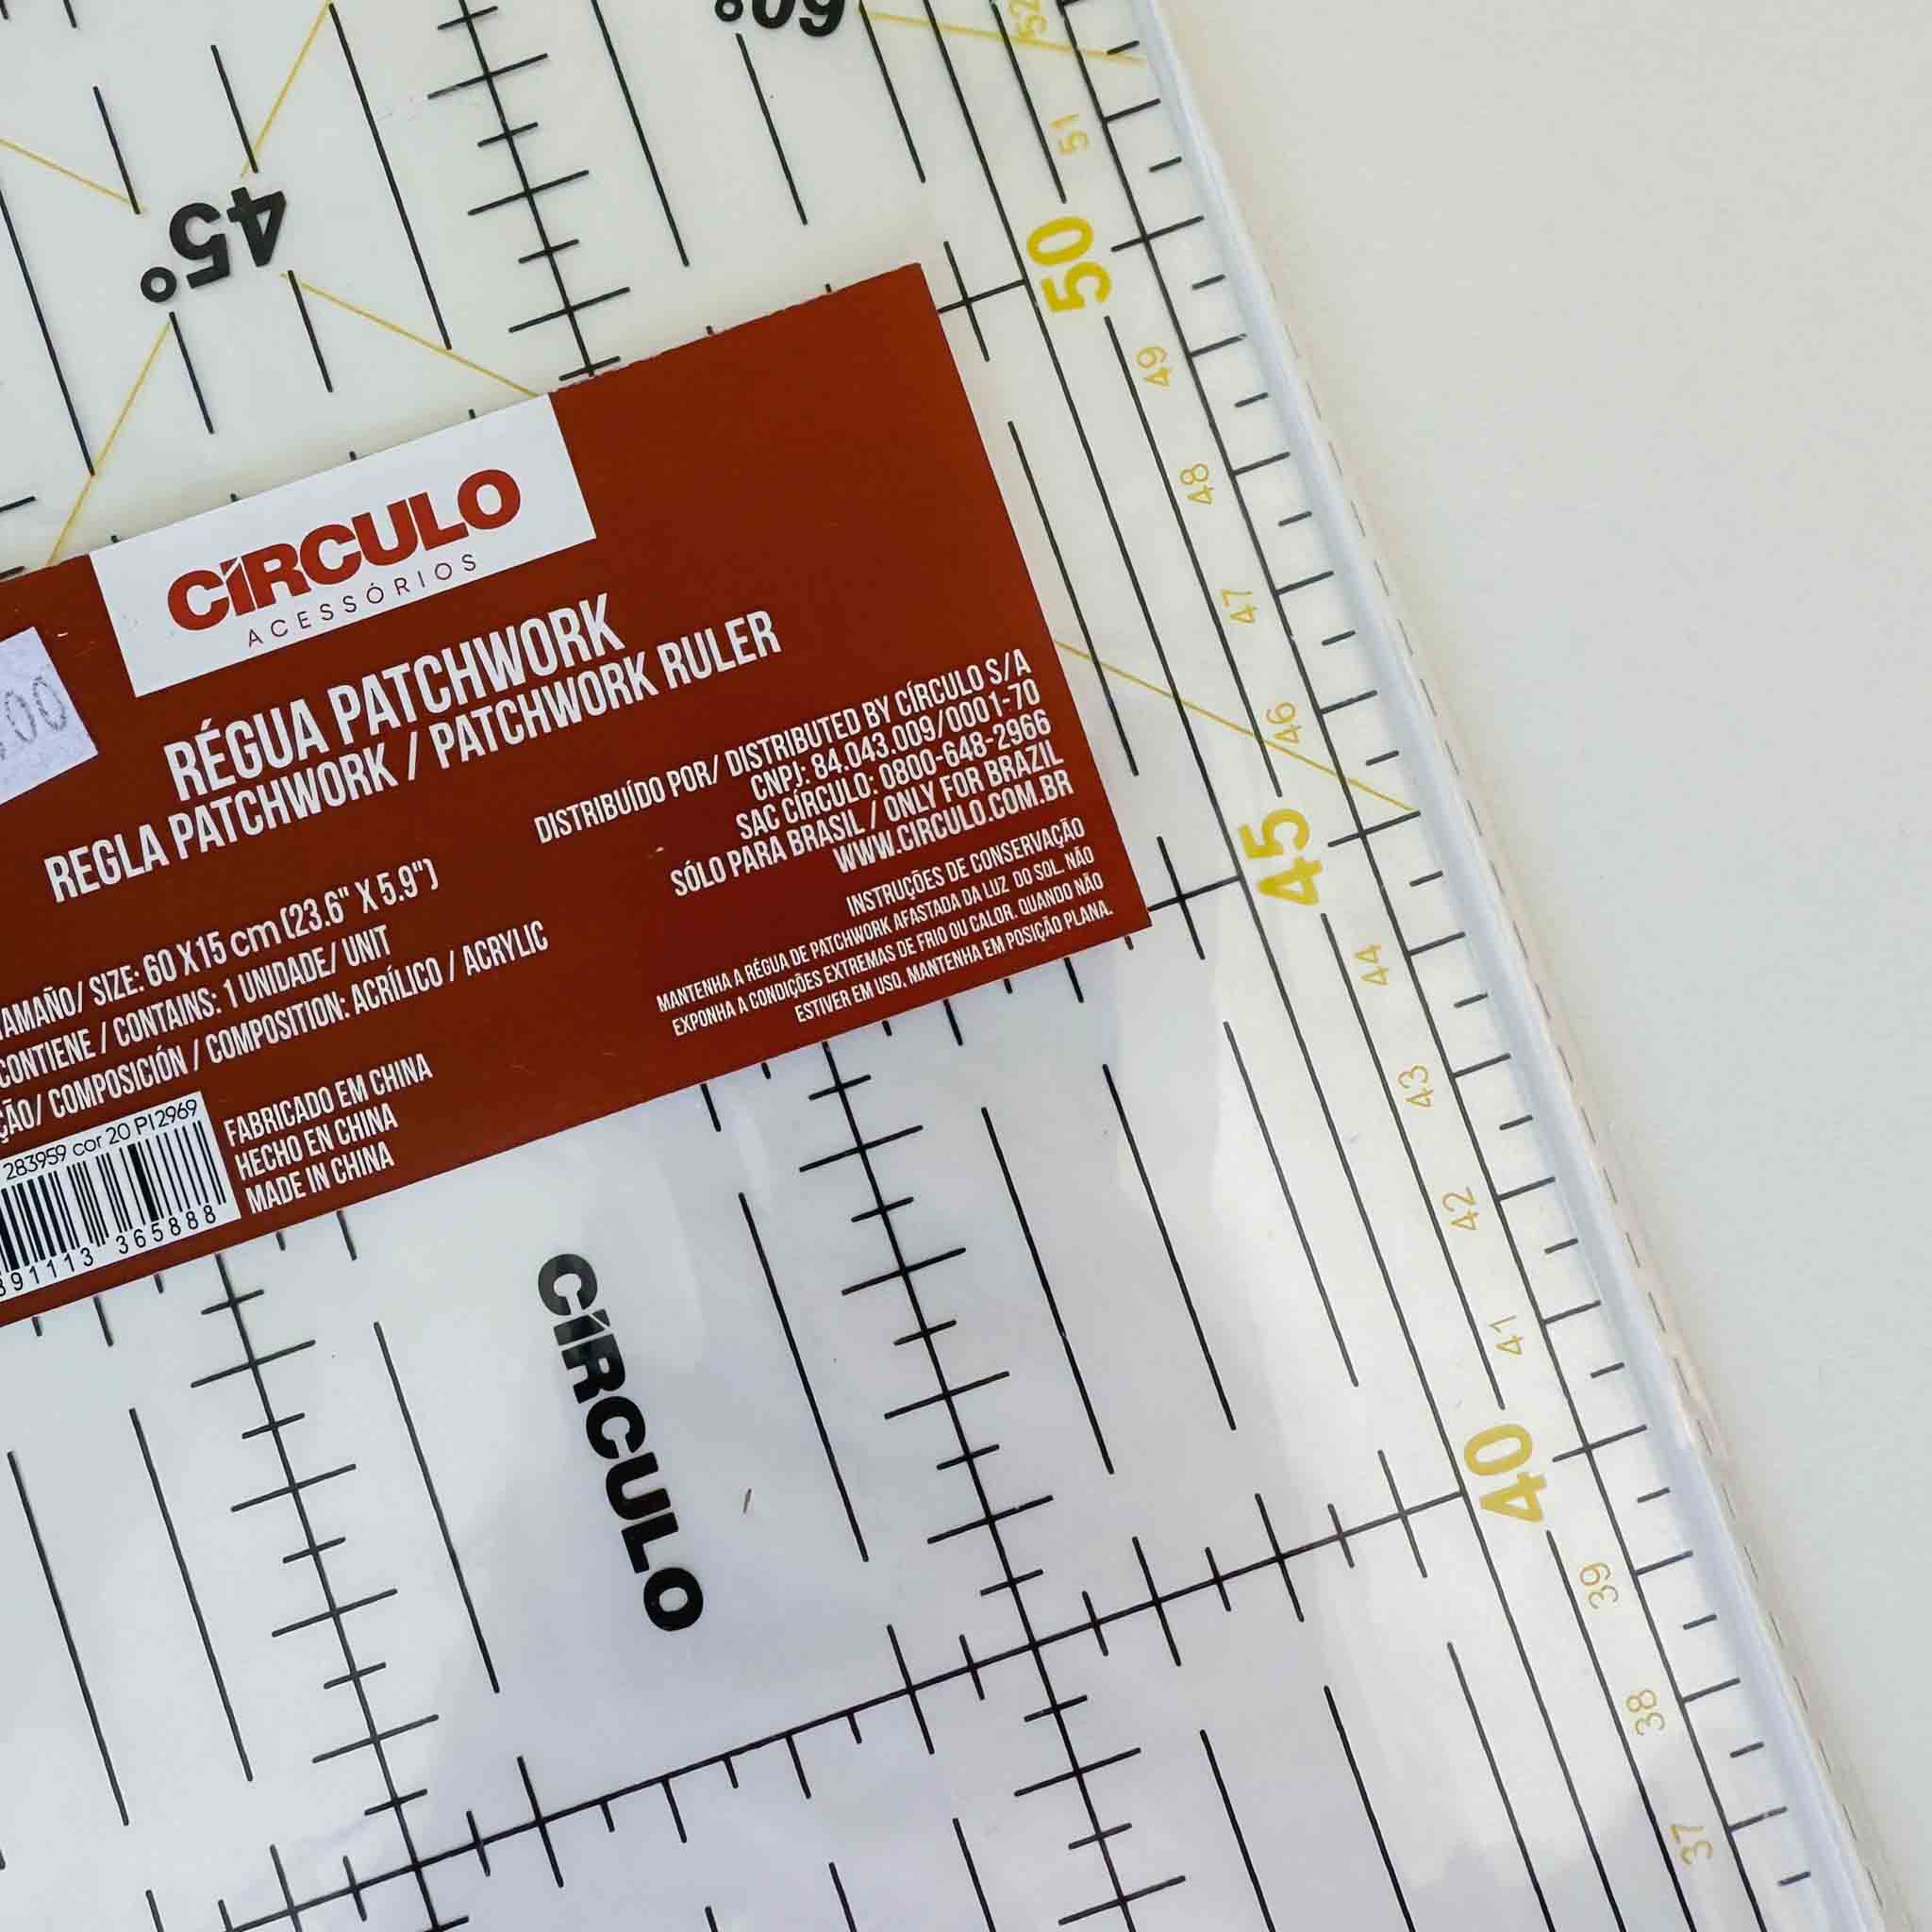 60°
52
51
50
49
48
47
46
45
44
43
42
41
40
39
38
37
45°
CÍRCULO
ACESSÓRIOS
,00
RÉGUA PATCHWORK
REGLA PATCHWORK / PATCHWORK RULER
DISTRIBUÍDO POR/ DISTRIBUTED BY CÍRCULO S/A
CNPJ: 84.043.009/0001-70
SAC CÍRCULO: 0800-648-2966
SÓLO PARA BRASIL / ONLY FOR BRAZIL
WWW.CIRCULO.COM.BR
INSTRUÇÕES DE CONSERVAÇÃO
MANTENHA A RÉGUA DE PATCHWORK AFASTADA DA LUZ DO SOL. NÃO
EXPONHA A CONDIÇÕES EXTREMAS DE FRIO OU CALOR. QUANDO NÃO
ESTIVER EM USO, MANTENHA EM POSIÇÃO PLANA.
TAMAÑO/ SIZE: 60 X 15 cm (23.6" X 5.9")
CONTIENE / CONTAINS: 1 UNIDADE/ UNIT
ÇÃO/ COMPOSICIÓN / COMPOSITION: ACRÍLICO / ACRYLIC
283959 cor 20 PI2969
891113 365888
FABRICADO EM CHINA
HECHO EN CHINA
MADE IN CHINA
CÍRCULO